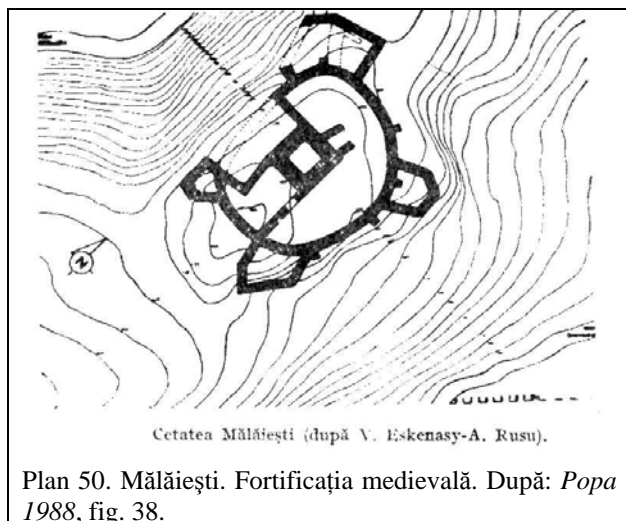 N
Cetatea Mălăiești (după V. Eskenasy-A. Rusu).
Plan 50. Mălăieşti. Fortificaţia medievală. După: Popa
1988, fig. 38.